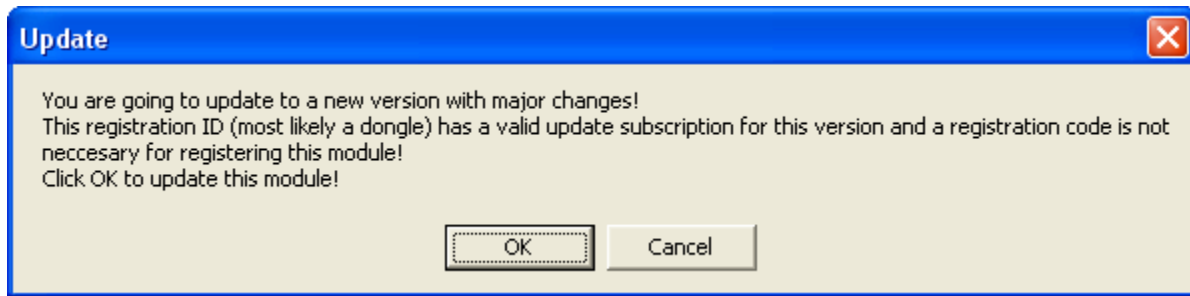 Update
You are going to update to a new version with major changes!
This registration ID (most likely a dongle) has a valid update subscription for this version and a registration code is not
neccesary for registering this module!
Click OK to update this module!
OK Cancel